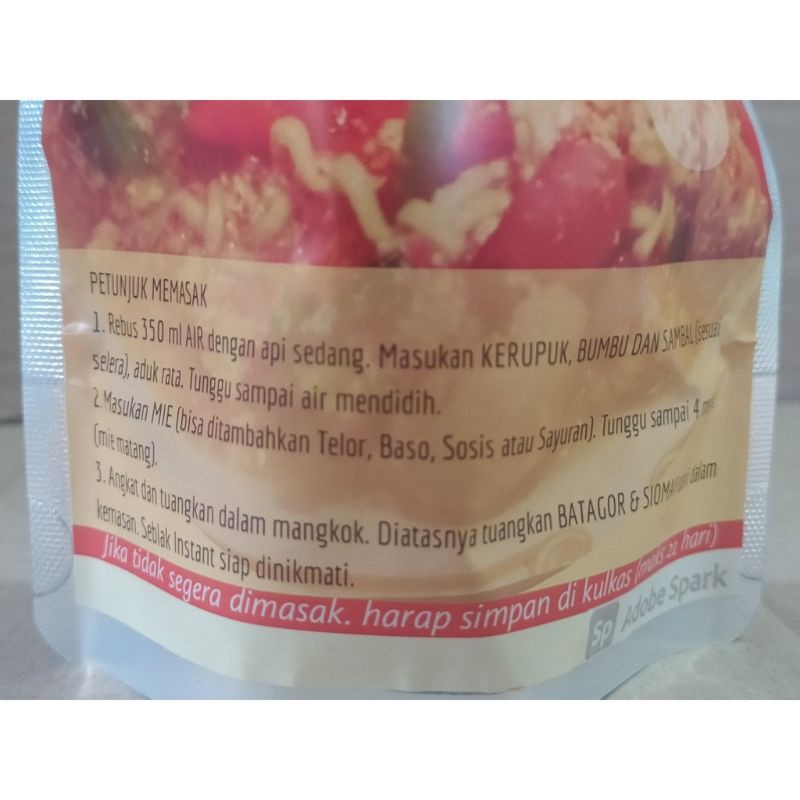 PETUNJUK MEMASAK
1. Rebus 350 ml AIR dengan api sedang. Masukan KERUPUK, BUMBU DAN SAMBAL (sesuai
selera), aduk rata. Tunggu sampai air mendidih.
2. Masukan MIE (bisa ditambahkan Telor, Baso, Sosis atau Sayuran). Tunggu sampai 4
(mie matang).
3. Angkat dan tuangkan dalam mangkok. Diatasnya tuangkan BATAGOR & SIOMAY dari dalam
kemasan. Seblak Instant siap dinikmati.
Jika tidak segera dimasak. harap simpan di kulkas (maks 21 hari)
Sp Adobe Spark